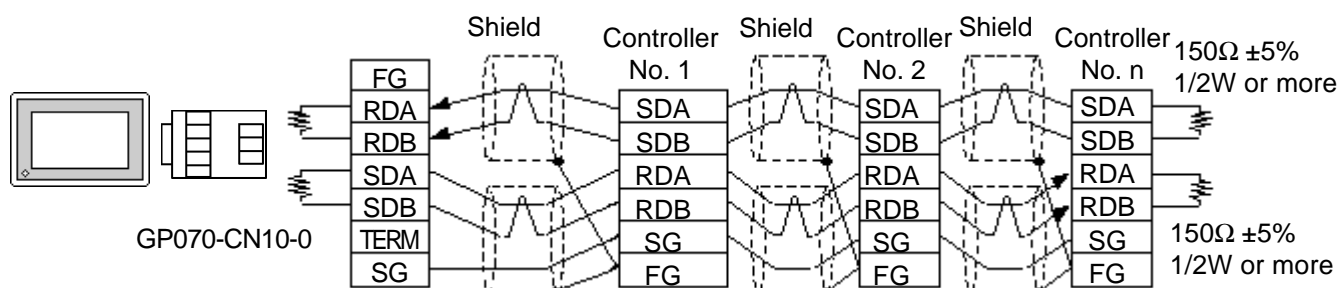 Shield
Shield
Shield
Controller
No. 1
Controller
No. 2
Controller
No. n
150Ω ±5%
1/2W or more
FG
RDA
RDB
SDA
SDB
TERM
SG
GP070-CN10-0
SDA
SDB
RDA
RDB
SG
FG
SDA
SDB
RDA
RDB
SG
FG
SDA
SDB
RDA
RDB
SG
FG
150Ω ±5%
1/2W or more